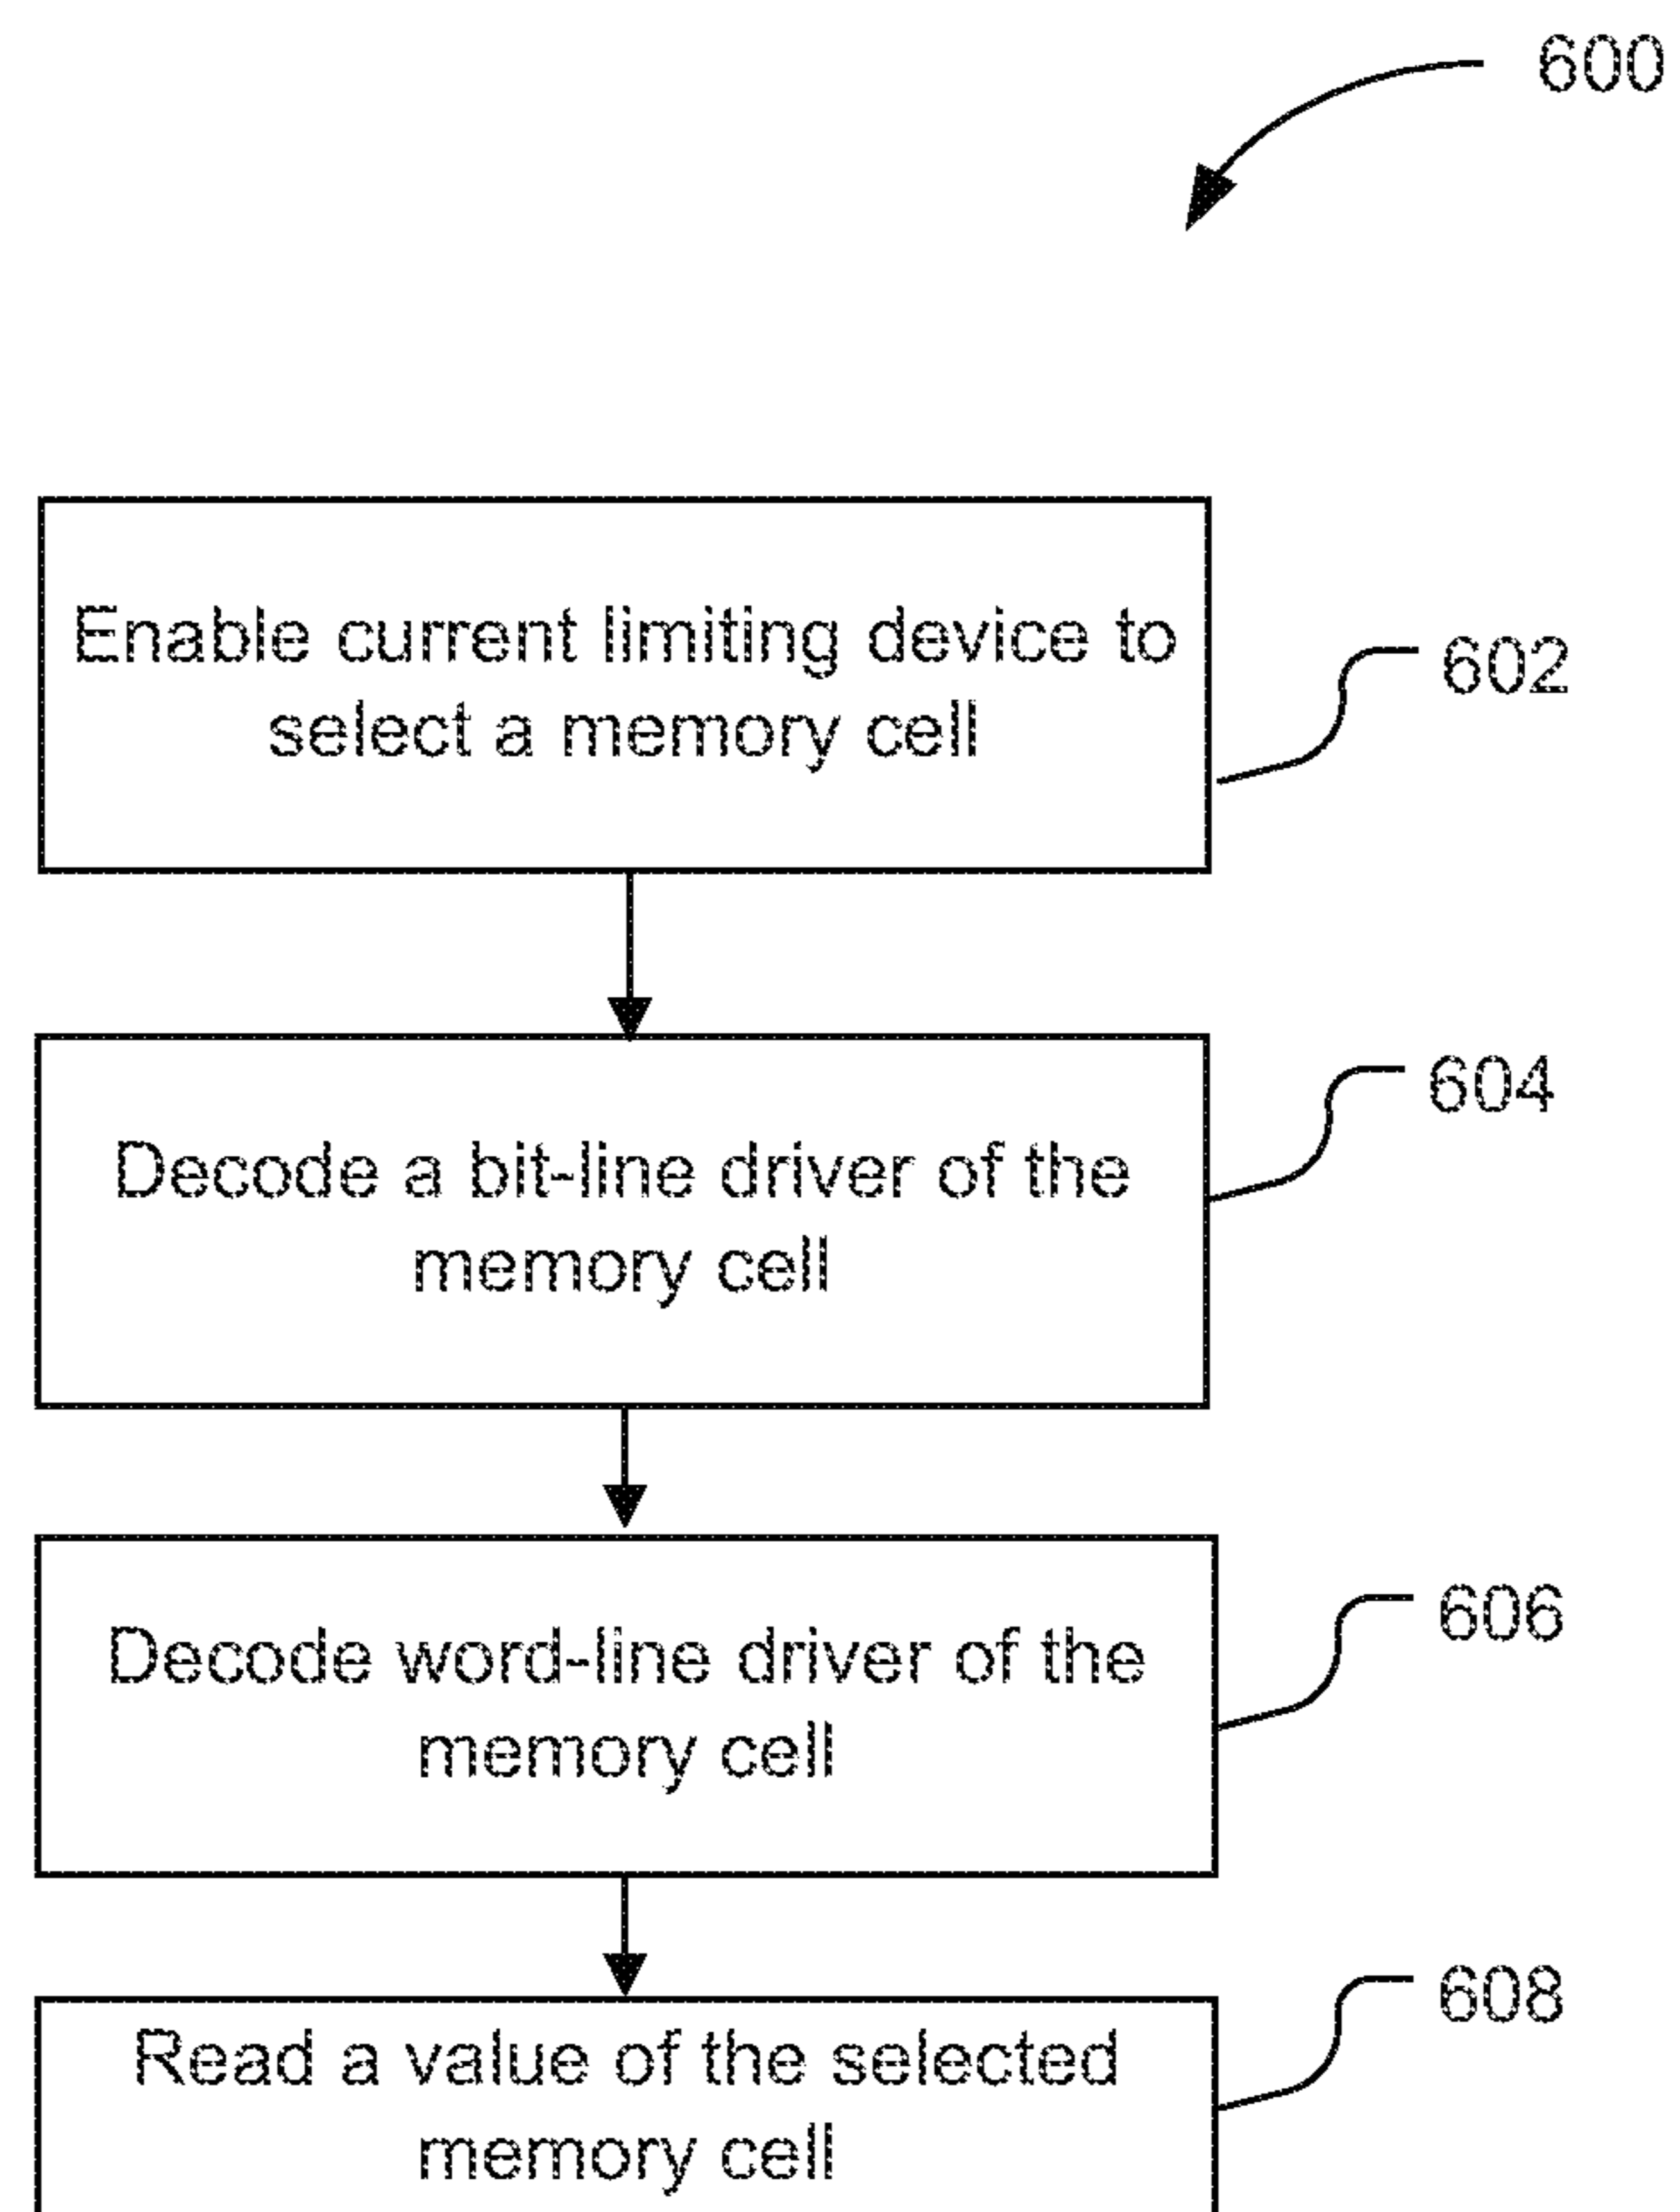 600
Enable current limiting device to
select a memory cell
602
Decode a bit-line driver of the
memory cell
604
Decode word-line driver of the
memory cell
606
Read a value of the selected
memory cell
608